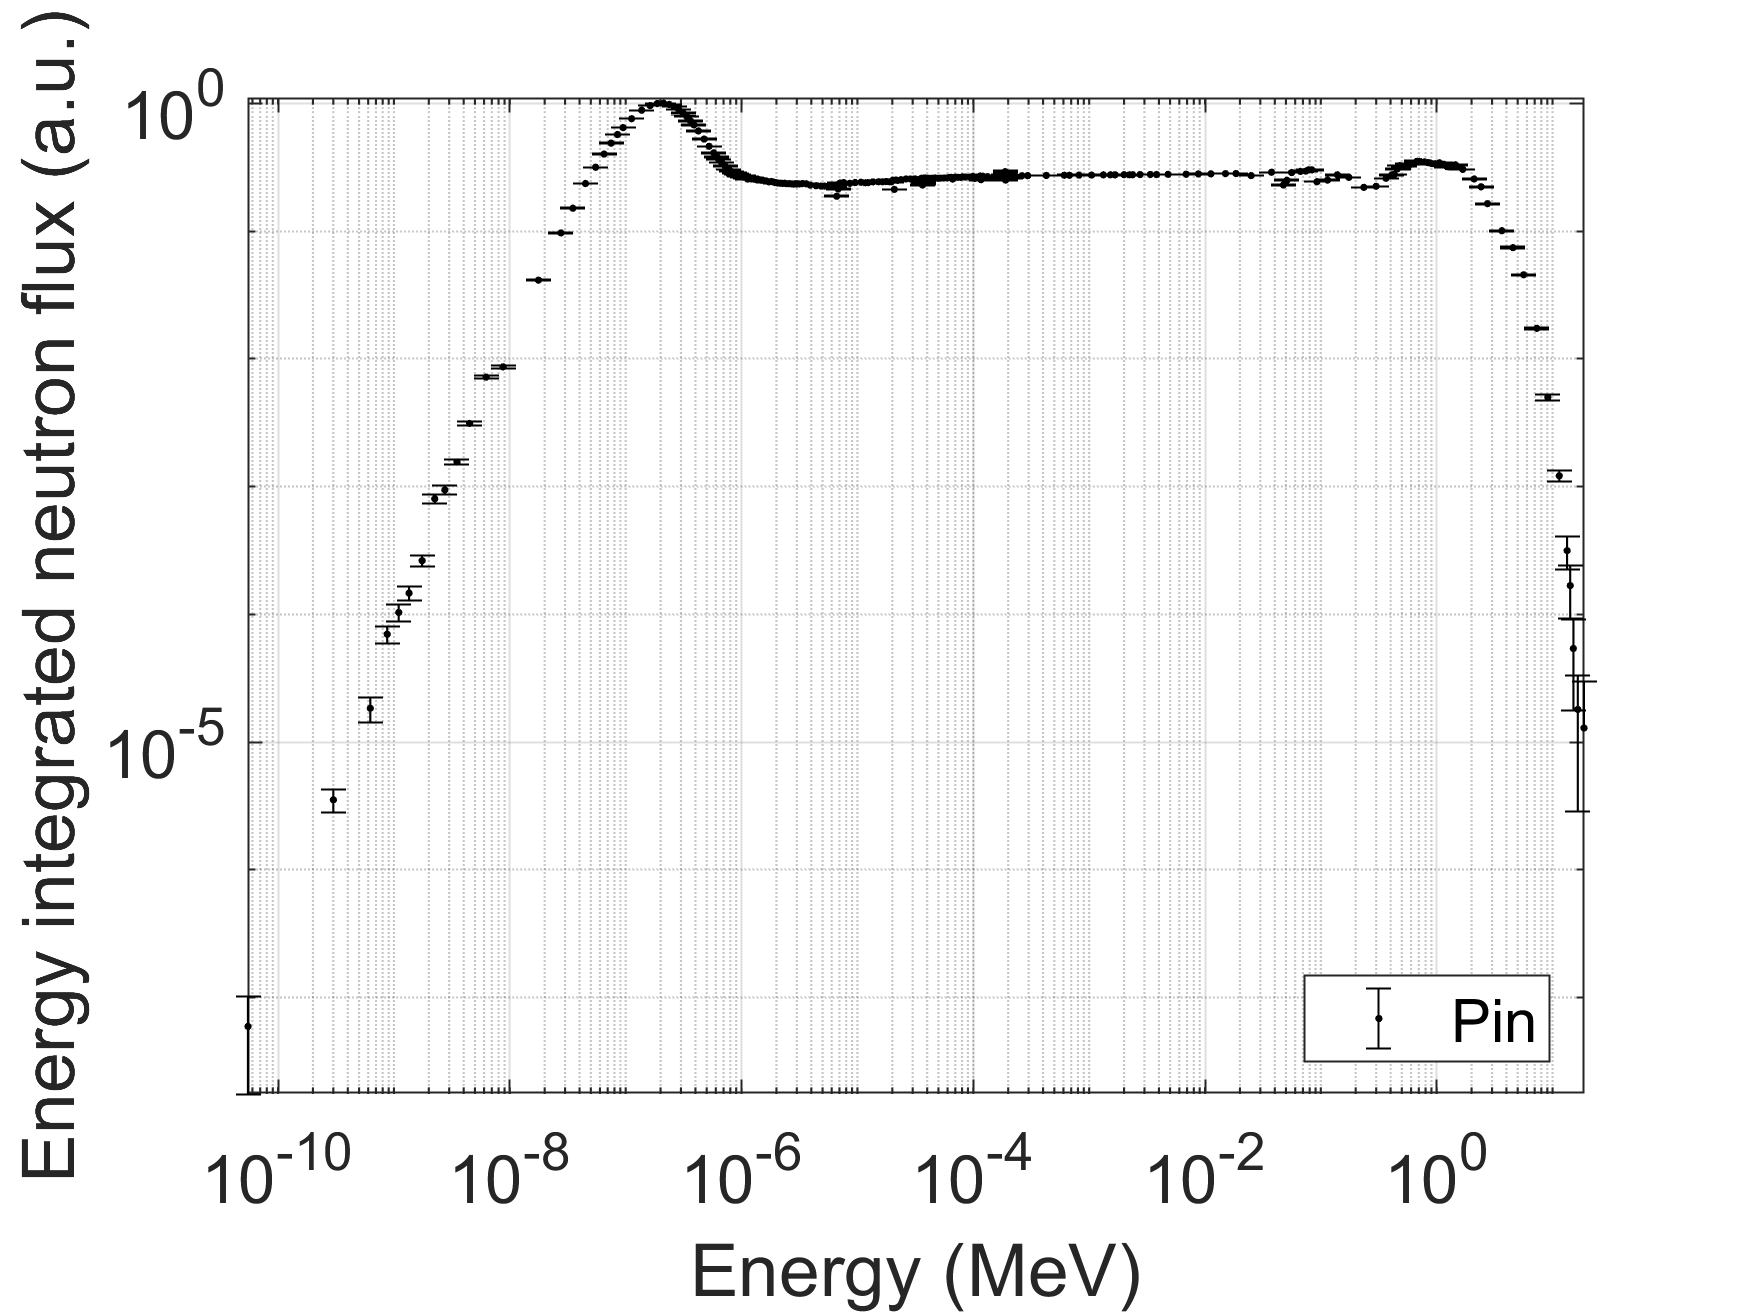 Energy integrated neutron flux (a.u.)
10^0
10^-5
Pin
10^-10 10^-8 10^-6 10^-4 10^-2 10^0
Energy (MeV)